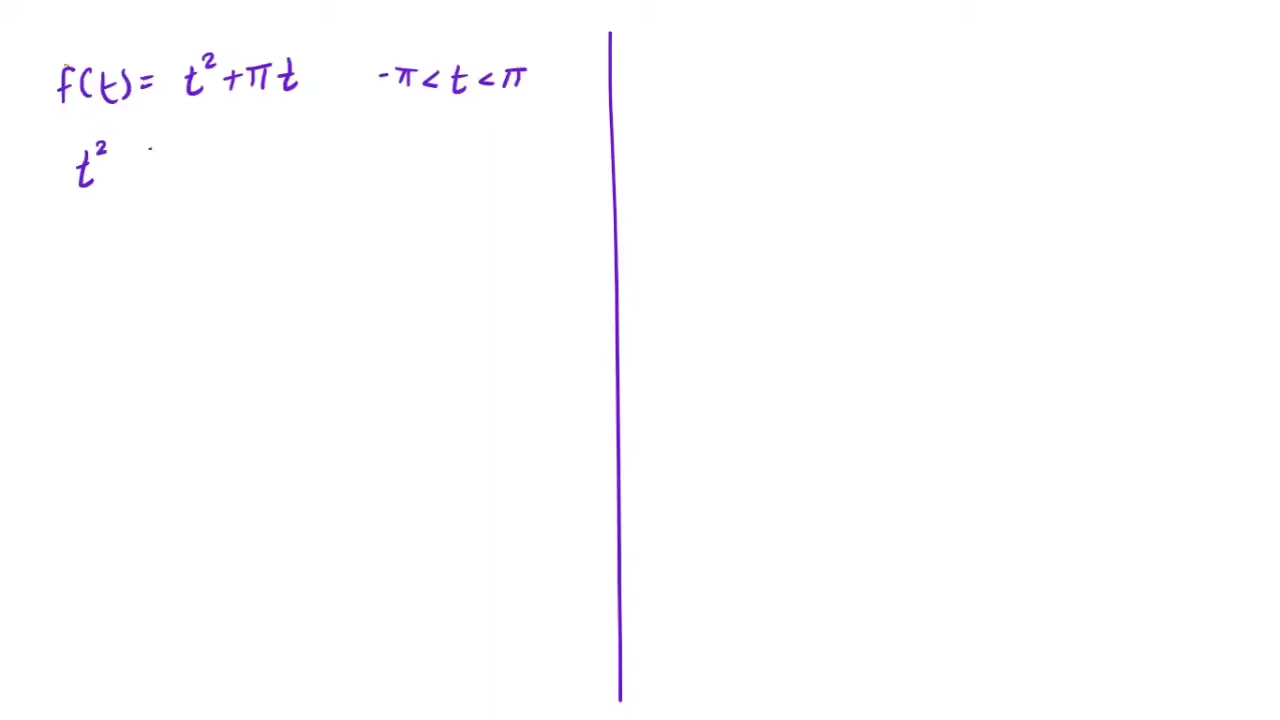 f(t) = t² + πt -π < t < π
t²